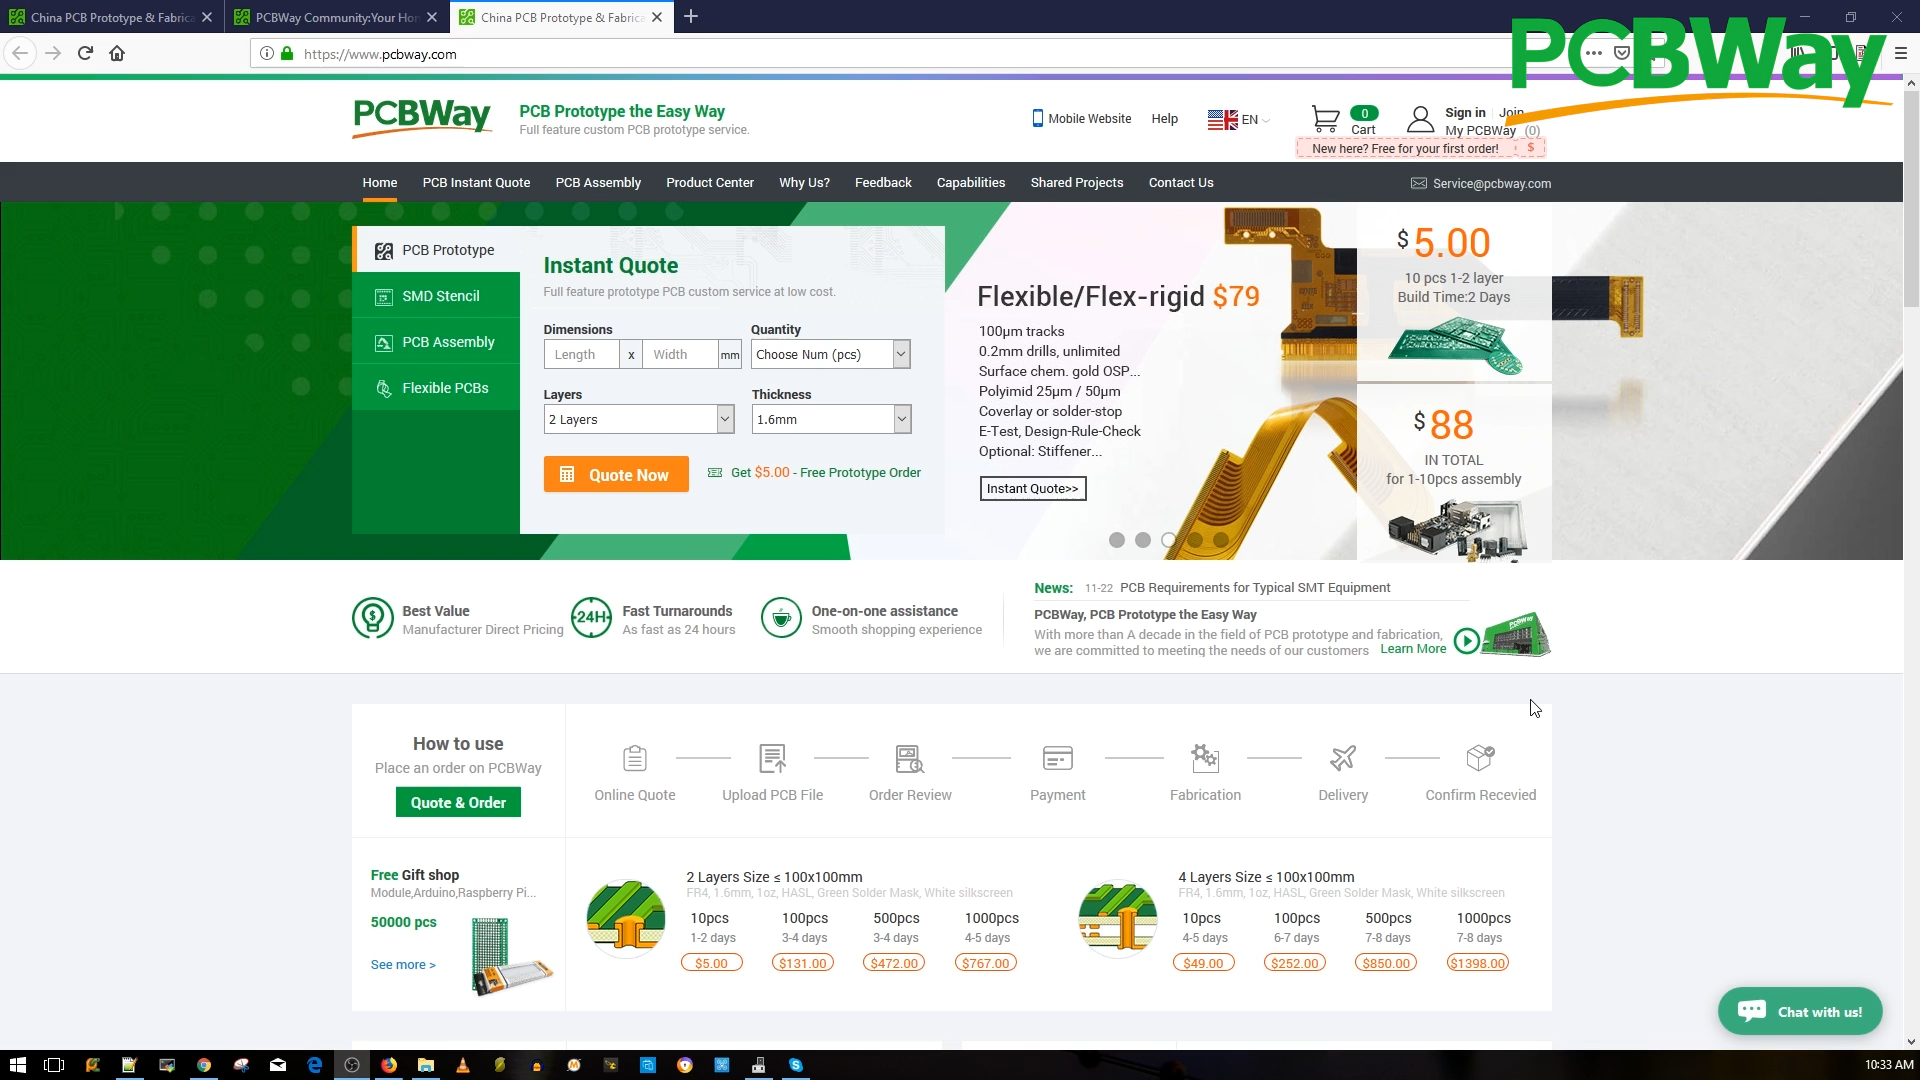 China PCB Prototype & Fabrica
PCBWay Community:Your Hor
China PCB Prototype & Fabrica
https://www.pcbway.com
PCBWay
PCBWay
PCB Prototype the Easy Way
Full feature custom PCB prototype service.
Mobile Website
Help
EN
0
Cart
Sign in
Join
My PCBWay (0)
New here? Free for your first order! $
Home
PCB Instant Quote
PCB Assembly
Product Center
Why Us?
Feedback
Capabilities
Shared Projects
Contact Us
Service@pcbway.com
PCB Prototype
SMD Stencil
PCB Assembly
Flexible PCBs
Instant Quote
Full feature prototype PCB custom service at low cost.
Dimensions
Quantity
Length x Width mm
Choose Num (pcs)
Layers
Thickness
2 Layers
1.6mm
Quote Now
Get $5.00 - Free Prototype Order
Flexible/Flex-rigid $79
100μm tracks
0.2mm drills, unlimited
Surface chem. gold OSP...
Polyimid 25μm / 50μm
Coverlay or solder-stop
E-Test, Design-Rule-Check
Optional: Stiffener...
Instant Quote>>
$ 5.00
10 pcs 1-2 layer
Build Time:2 Days
$ 88
IN TOTAL
for 1-10pcs assembly
Best Value
Manufacturer Direct Pricing
24H
Fast Turnarounds
As fast as 24 hours
One-on-one assistance
Smooth shopping experience
News: 11-22 PCB Requirements for Typical SMT Equipment
PCBWay, PCB Prototype the Easy Way
With more than A decade in the field of PCB prototype and fabrication,
we are committed to meeting the needs of our customers Learn More
How to use
Place an order on PCBWay
Quote & Order
Online Quote
Upload PCB File
Order Review
Payment
Fabrication
Delivery
Confirm Recevied
Free Gift shop
Module,Arduino,Raspberry Pi...
50000 pcs
See more >
2 Layers Size ≤ 100x100mm
FR4, 1.6mm, 1oz, HASL, Green Solder Mask, White silkscreen
10pcs 100pcs 500pcs 1000pcs
1-2 days 3-4 days 3-4 days 4-5 days
$5.00 $131.00 $472.00 $767.00
4 Layers Size ≤ 100x100mm
FR4, 1.6mm, 1oz, HASL, Green Solder Mask, White silkscreen
10pcs 100pcs 500pcs 1000pcs
4-5 days 6-7 days 7-8 days 7-8 days
$49.00 $252.00 $850.00 $1398.00
Chat with us!
10:33 AM